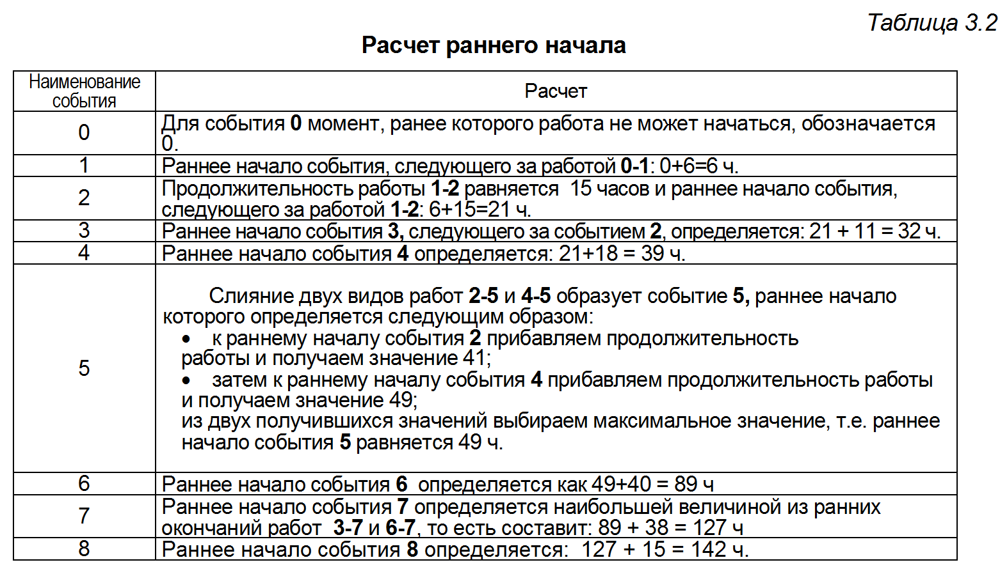 Таблица 3.2
Расчет раннего начала
Наименование
события
Расчет
0
Для события 0 момент, ранее которого работа не может начаться, обозначается
0.
1
Раннее начало события, следующего за работой 0-1: 0+6=6 ч.
2
Продолжительность работы 1-2 равняется  15 часов и раннее начало события,
следующего за работой 1-2: 6+15=21 ч.
3
Раннее начало события 3, следующего за событием 2, определяется: 21 + 11 = 32 ч.
4
Раннее начало события 4 определяется: 21+18 = 39 ч.
5
Слияние двух видов работ 2-5 и 4-5 образует событие 5, раннее начало
которого определяется следующим образом:
• к раннему началу события 2 прибавляем продолжительность
работы и получаем значение 41;
• затем к раннему началу события 4 прибавляем продолжительность работы
и получаем значение 49;
из двух получившихся значений выбираем максимальное значение, т.е. раннее
начало события 5 равняется 49 ч.
6
Раннее начало события 6  определяется как 49+40 = 89 ч
7
Раннее начало события 7 определяется наибольшей величиной из ранних
окончаний работ  3-7 и 6-7, то есть составит: 89 + 38 = 127 ч
8
Раннее начало события 8 определяется:  127 + 15 = 142 ч.